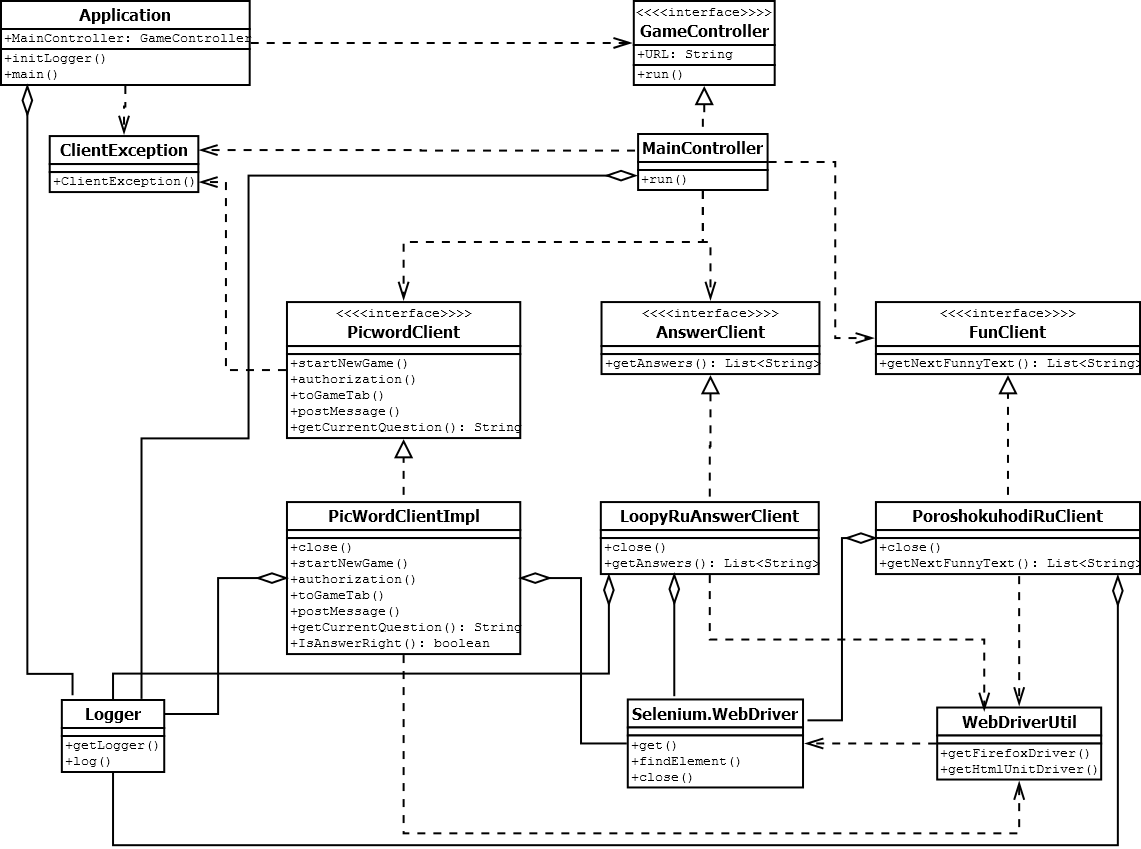 Application
+MainController: GameController
+initLogger()
+main()
<<<<interface>>>>
GameController
+URL: String
+run()
ClientException
+ClientException()
MainController
+run()
<<<<interface>>>>
PicwordClient
+startNewGame()
+authorization()
+toGameTab()
+postMessage()
+getCurrentQuestion(): String
<<<<interface>>>>
AnswerClient
+getAnswers(): List<String>
<<<<interface>>>>
FunClient
+getNextFunnyText(): List<String>
PicWordClientImpl
+close()
+startNewGame()
+authorization()
+toGameTab()
+postMessage()
+getCurrentQuestion(): String
+IsAnswerRight(): boolean
LoopyRuAnswerClient
+close()
+getAnswers(): List<String>
PoroshokuhodiRuClient
+close()
+getNextFunnyText(): List<String>
Logger
+getLogger()
+log()
Selenium.WebDriver
+get()
+findElement()
+close()
WebDriverUtil
+getFirefoxDriver()
+getHtmlUnitDriver()